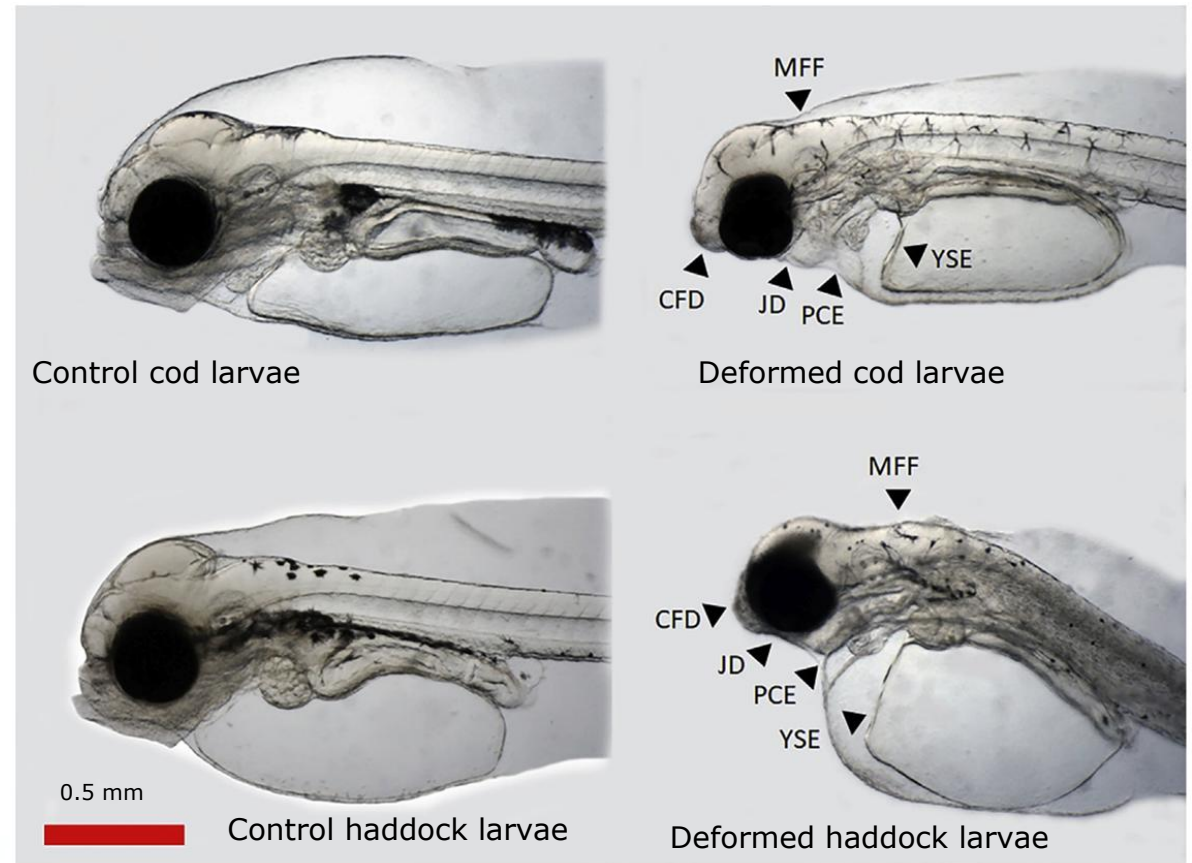 MFF
YSE
CFD
JD
PCE
Control cod larvae
Deformed cod larvae
MFF
CFD
JD
PCE
YSE
0.5 mm
Control haddock larvae
Deformed haddock larvae